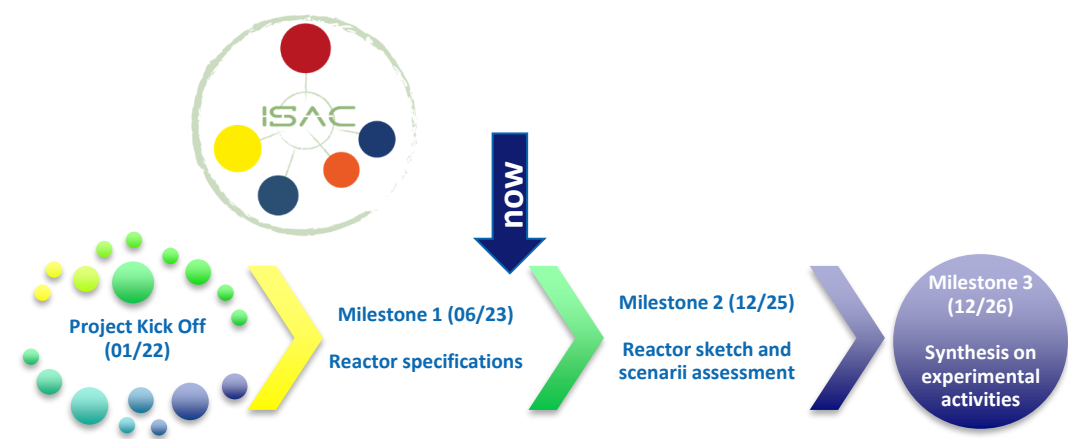 ISAC
now
Project Kick Off
(01/22)
Milestone 1 (06/23)
Reactor specifications
Milestone 2 (12/25)
Reactor sketch and
scenarii assessment
Milestone 3
(12/26)
Synthesis on
experimental
activities